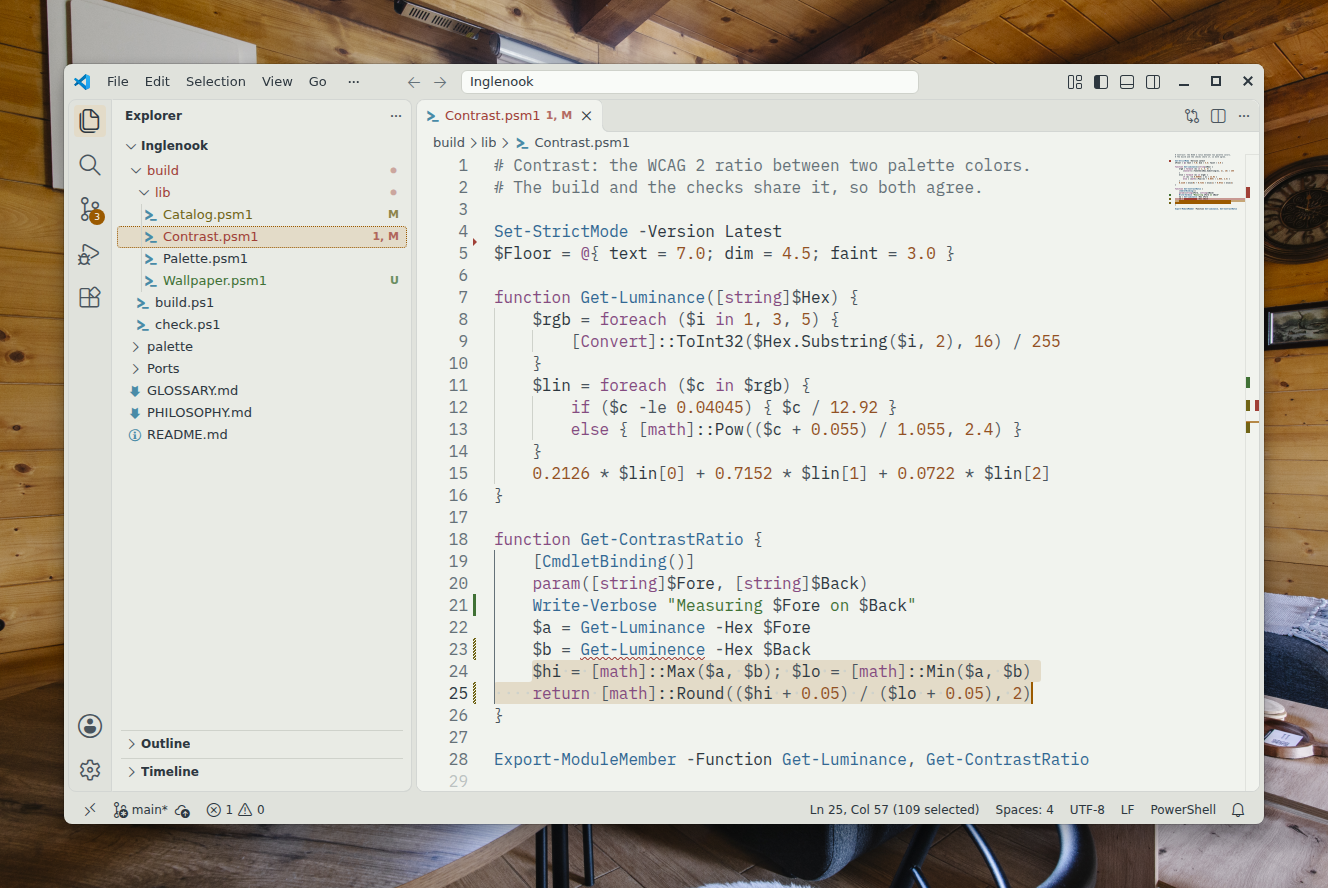 File Edit Selection View Go ···
Inglenook
Explorer ···
Inglenook
build
lib
Catalog.psm1 M
Contrast.psm1 1, M
Palette.psm1
Wallpaper.psm1 U
build.ps1
check.ps1
palette
Ports
GLOSSARY.md
PHILOSOPHY.md
README.md
Outline
Timeline
3
Contrast.psm1 1, M
build > lib > Contrast.psm1
1 # Contrast: the WCAG 2 ratio between two palette colors.
2 # The build and the checks share it, so both agree.
3
4 Set-StrictMode -Version Latest
5 $Floor = @{ text = 7.0; dim = 4.5; faint = 3.0 }
6
7 function Get-Luminance([string]$Hex) {
8 $rgb = foreach ($i in 1, 3, 5) {
9 [Convert]::ToInt32($Hex.Substring($i, 2), 16) / 255
10 }
11 $lin = foreach ($c in $rgb) {
12 if ($c -le 0.04045) { $c / 12.92 }
13 else { [math]::Pow(($c + 0.055) / 1.055, 2.4) }
14 }
15 0.2126 * $lin[0] + 0.7152 * $lin[1] + 0.0722 * $lin[2]
16 }
17
18 function Get-ContrastRatio {
19 [CmdletBinding()]
20 param([string]$Fore, [string]$Back)
21 Write-Verbose "Measuring $Fore on $Back"
22 $a = Get-Luminance -Hex $Fore
23 $b = Get-Luminence -Hex $Back
24 $hi = [math]::Max($a, $b); $lo = [math]::Min($a, $b)
25 return [math]::Round(($hi + 0.05) / ($lo + 0.05), 2)
26 }
27
28 Export-ModuleMember -Function Get-Luminance, Get-ContrastRatio
29
main* 1 0
Ln 25, Col 57 (109 selected) Spaces: 4 UTF-8 LF PowerShell